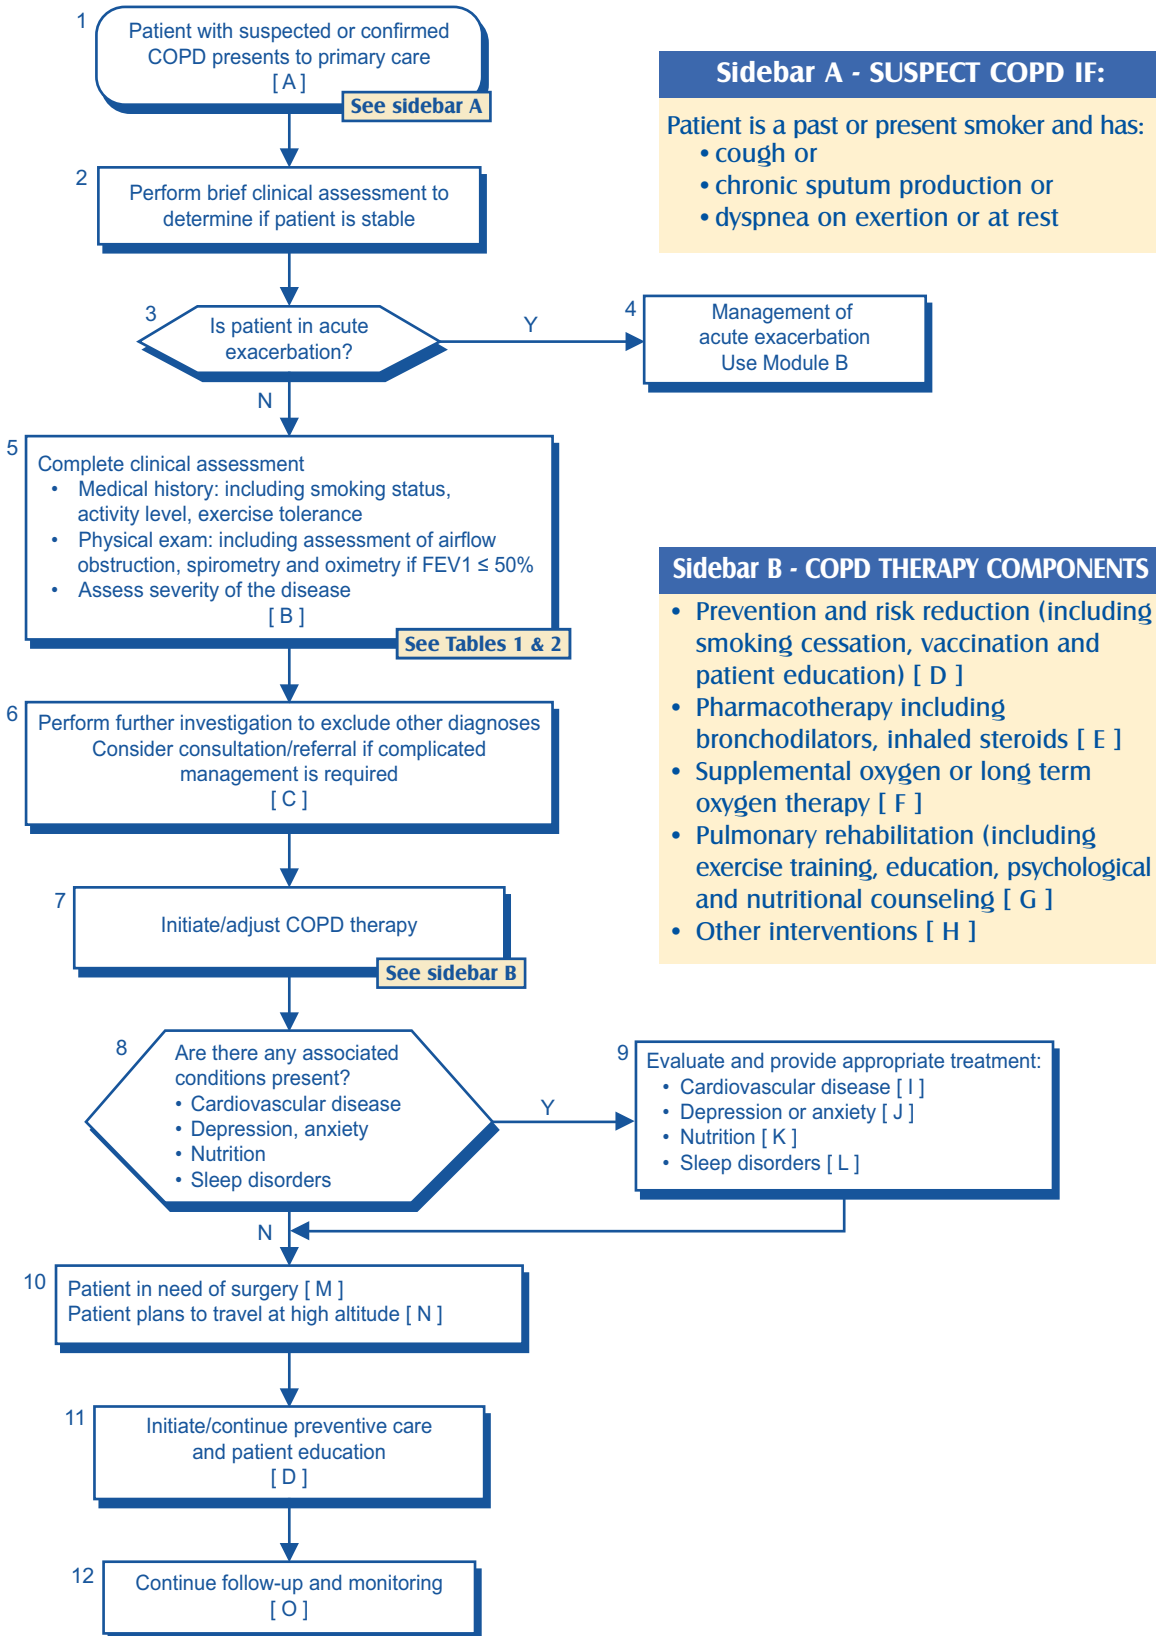 1
Patient with suspected or confirmed
COPD presents to primary care
[ A ]
See sidebar A
Sidebar A - SUSPECT COPD IF:
Patient is a past or present smoker and has:
• cough or
• chronic sputum production or
• dyspnea on exertion or at rest
2
Perform brief clinical assessment to
determine if patient is stable
3
Is patient in acute
exacerbation?
Y
N
4
Management of
acute exacerbation
Use Module B
5
Complete clinical assessment
• Medical history: including smoking status,
activity level, exercise tolerance
• Physical exam: including assessment of airflow
obstruction, spirometry and oximetry if FEV1 ≤ 50%
• Assess severity of the disease
[ B ]
See Tables 1 & 2
Sidebar B - COPD THERAPY COMPONENTS
• Prevention and risk reduction (including
smoking cessation, vaccination and
patient education) [ D ]
• Pharmacotherapy including
bronchodilators, inhaled steroids [ E ]
• Supplemental oxygen or long term
oxygen therapy [ F ]
• Pulmonary rehabilitation (including
exercise training, education, psychological
and nutritional counseling [ G ]
• Other interventions [ H ]
6
Perform further investigation to exclude other diagnoses
Consider consultation/referral if complicated
management is required
[ C ]
7
Initiate/adjust COPD therapy
See sidebar B
8
Are there any associated
conditions present?
• Cardiovascular disease
• Depression, anxiety
• Nutrition
• Sleep disorders
Y
N
9
Evaluate and provide appropriate treatment:
• Cardiovascular disease [ I ]
• Depression or anxiety [ J ]
• Nutrition [ K ]
• Sleep disorders [ L ]
10
Patient in need of surgery [ M ]
Patient plans to travel at high altitude [ N ]
11
Initiate/continue preventive care
and patient education
[ D ]
12
Continue follow-up and monitoring
[ O ]